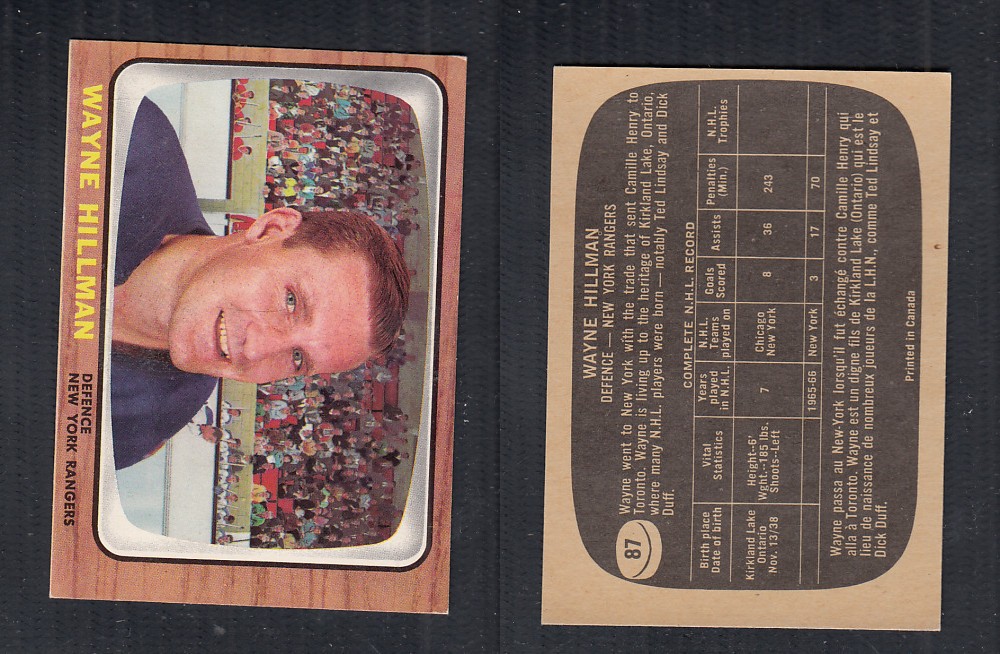 WAYNE HILLMAN
DEFENCE
NEW YORK RANGERS
WAYNE HILLMAN
DEFENCE — NEW YORK RANGERS
87
Wayne went to New York with the trade that sent Camille Henry to
Toronto. Wayne is living up to the heritage of Kirkland Lake, Ontario,
where many N.H.L. players were born — notably Ted Lindsay and Dick
Duff.
COMPLETE N.H.L. RECORD
Birth place
Date of birth
Vital
Statistics
Years
played
in N.H.L.
N.H.L.
Teams
played on
Goals
Scored
Assists
Penalties
(Min.)
N.H.L.
Trophies
Kirkland Lake
Ontario
Nov. 13/38
Height--6'
Wght.--185 lbs.
Shoots--Left
7
Chicago
New York
8
36
243
1965-66
New York
3
17
70
Wayne passa au New-York lorsqu'il fut échangé contre Camille Henry qui
alla à Toronto. Wayne est un digne fils de Kirkland Lake (Ontario) qui est le
lieu de naissance de nombreux joueurs de la L.H.N., comme Ted Lindsay et
Dick Duff.
Printed in Canada